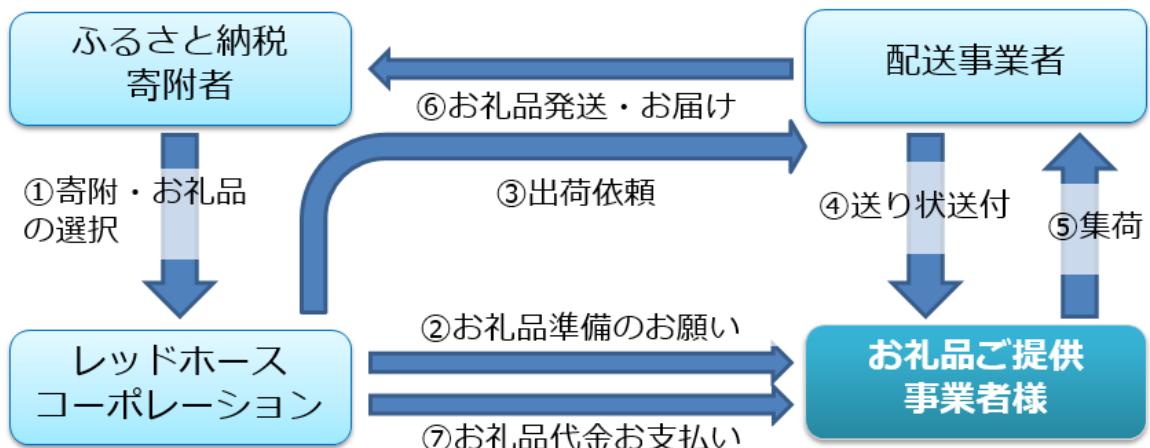 ふるさと納税
寄附者
配送事業者
⑥お礼品発送・お届け
③出荷依頼
①寄附・お礼品
の選択
④送り状送付
⑤集荷
②お礼品準備のお願い
レッドホース
コーポレーション
お礼品ご提供
事業者様
⑦お礼品代金お支払い